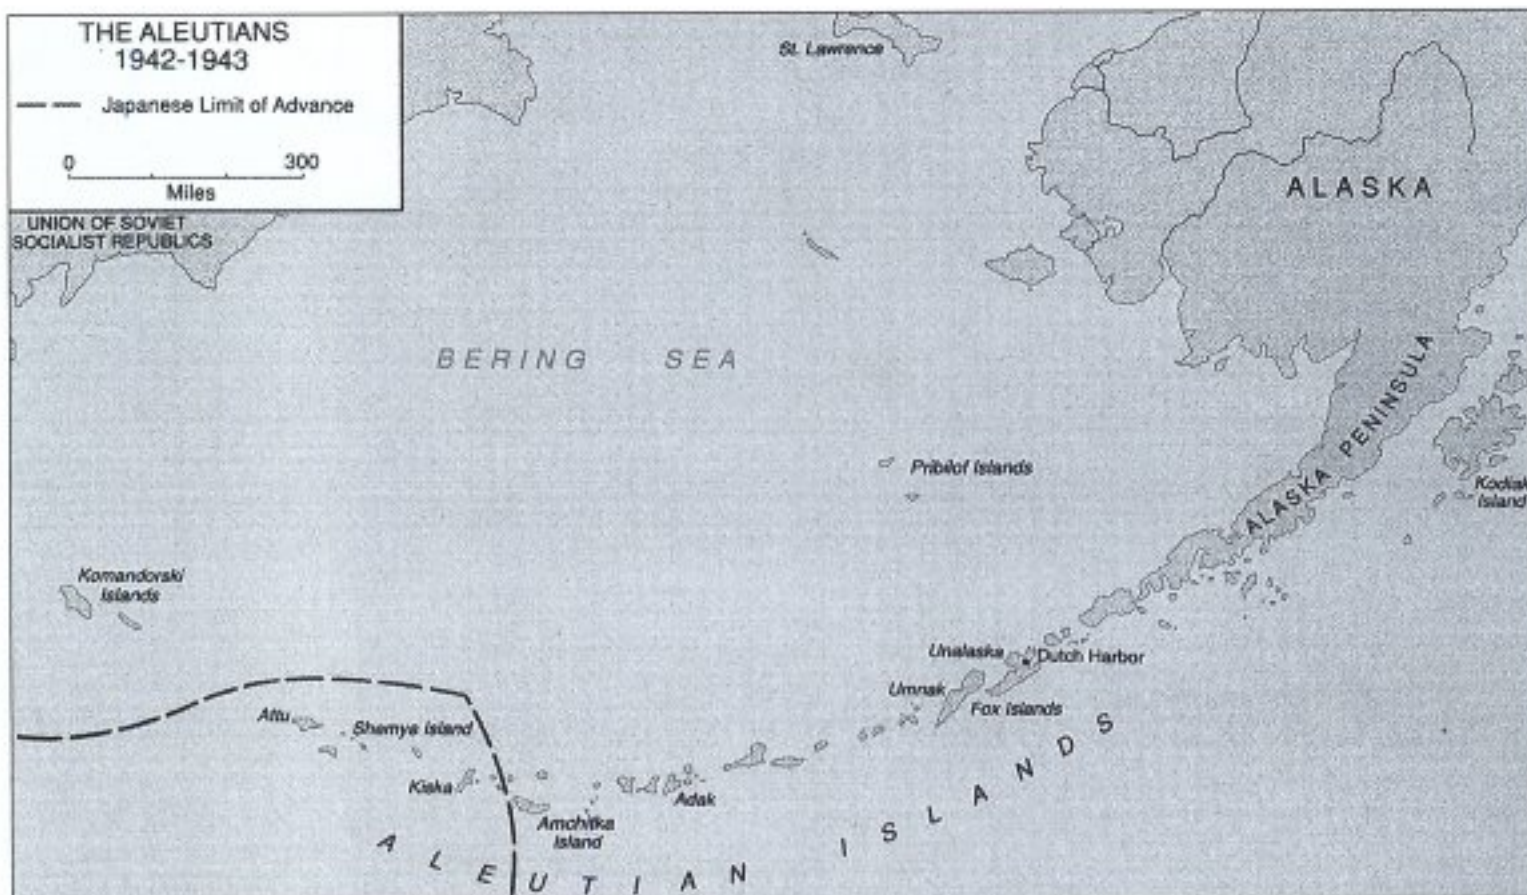 THE ALEUTIANS
1942-1943
Japanese Limit of Advance
0 300
Miles
UNION OF SOVIET
SOCIALIST REPUBLICS
St. Lawrence
ALASKA
BERING SEA
ALASKA PENINSULA
Pribilof Islands
Kodiak
Island
Komandorski
Islands
Unalaska
Dutch Harbor
Umnak
Fox Islands
Attu
Shemya Island
Kiska
Adak
Amchitka
Island
ALEUTIAN ISLANDS